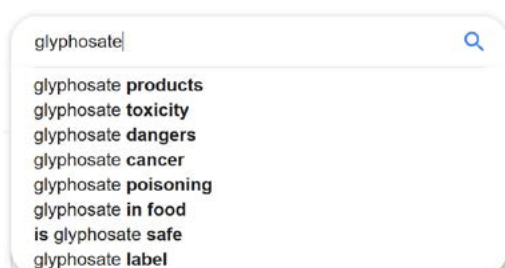 glyphosate
glyphosate products
glyphosate toxicity
glyphosate dangers
glyphosate cancer
glyphosate poisoning
glyphosate in food
is glyphosate safe
glyphosate label